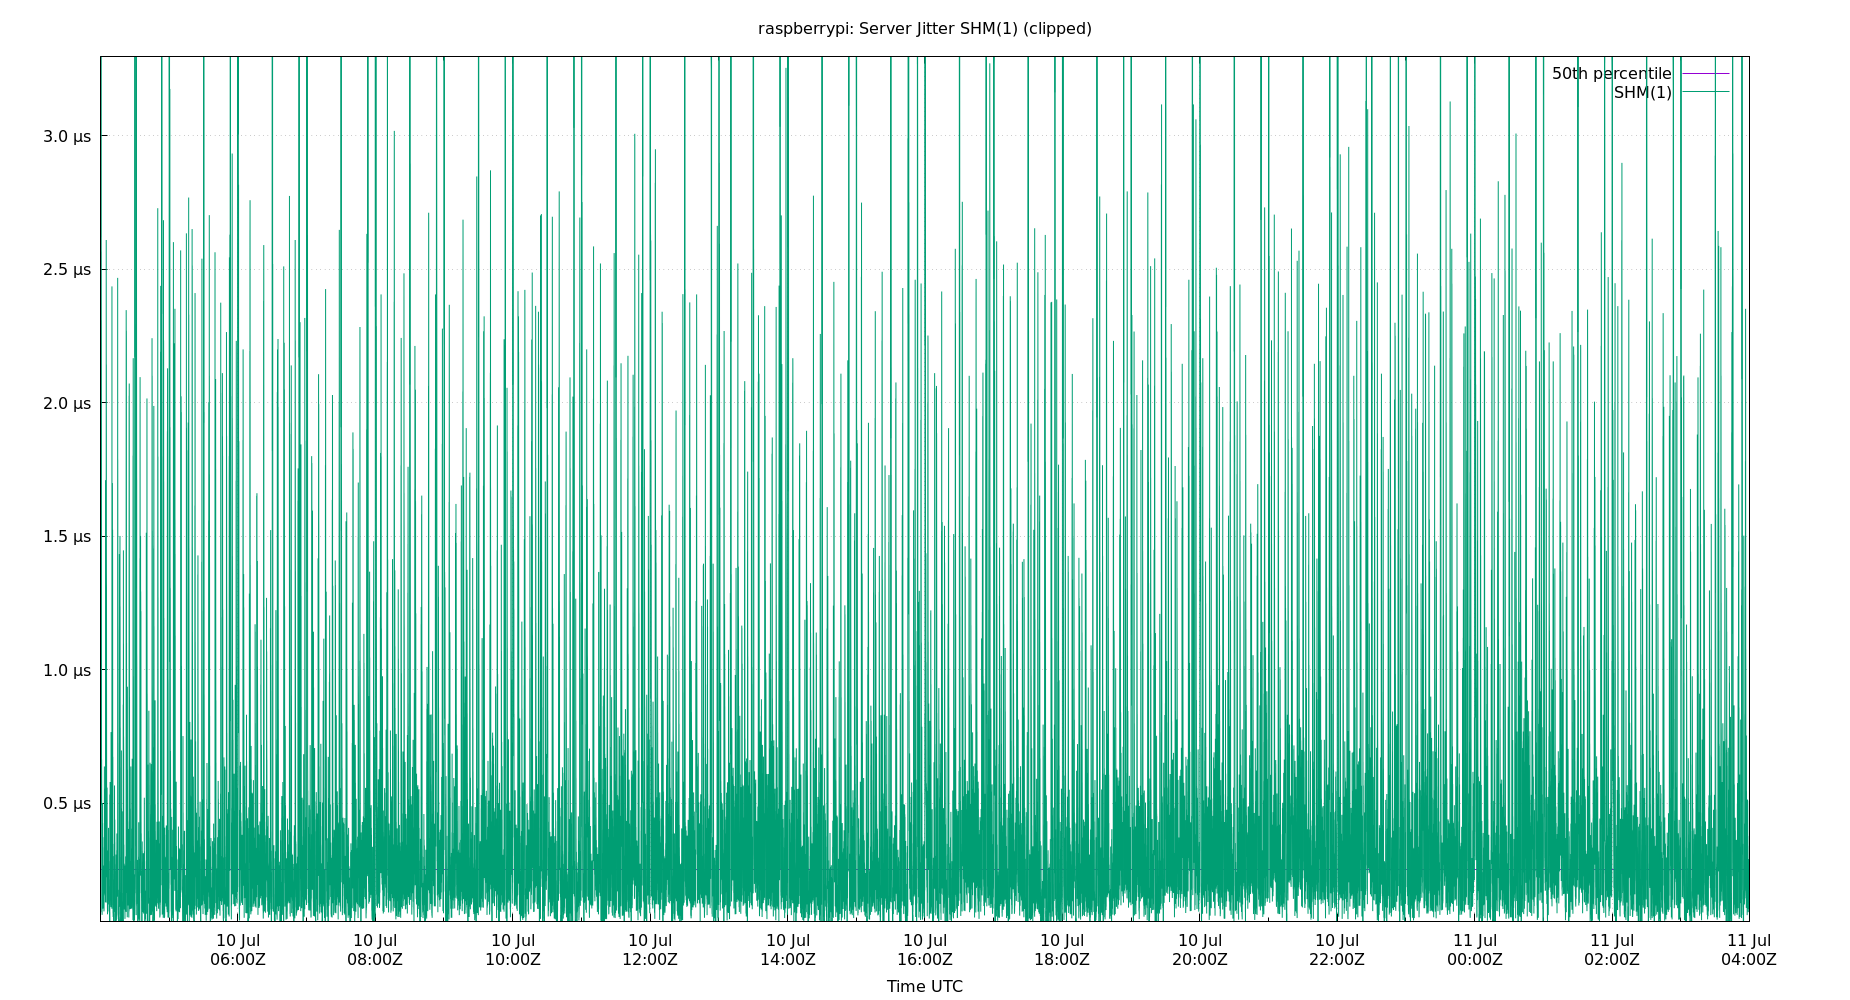 raspberrypi: Server Jitter SHM(1) (clipped)
50th percentile
SHM(1)
3.0 µs
2.5 µs
2.0 µs
1.5 µs
1.0 µs
0.5 µs
10 Jul 10 Jul 10 Jul 10 Jul 10 Jul 10 Jul 10 Jul 10 Jul 10 Jul 11 Jul 11 Jul 11 Jul
06:00Z 08:00Z 10:00Z 12:00Z 14:00Z 16:00Z 18:00Z 20:00Z 22:00Z 00:00Z 02:00Z 04:00Z
Time UTC